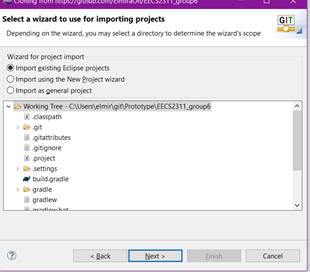 Cloning from https://github.com/ElmiraOn/EECS2311_group6
Select a wizard to use for importing projects
Depending on the wizard, you may select a directory to determine the wizard's scope
GIT
Wizard for project import
Import existing Eclipse projects
Import using the New Project wizard
Import as general project
Working Tree - C:\Users\elmir\git\Prototype\EECS2311_group6
.classpath
.git
.gitattributes
.gitignore
.project
.settings
build.gradle
gradle
gradlew
gradlew.bat
< Back
Next >
Finish
Cancel